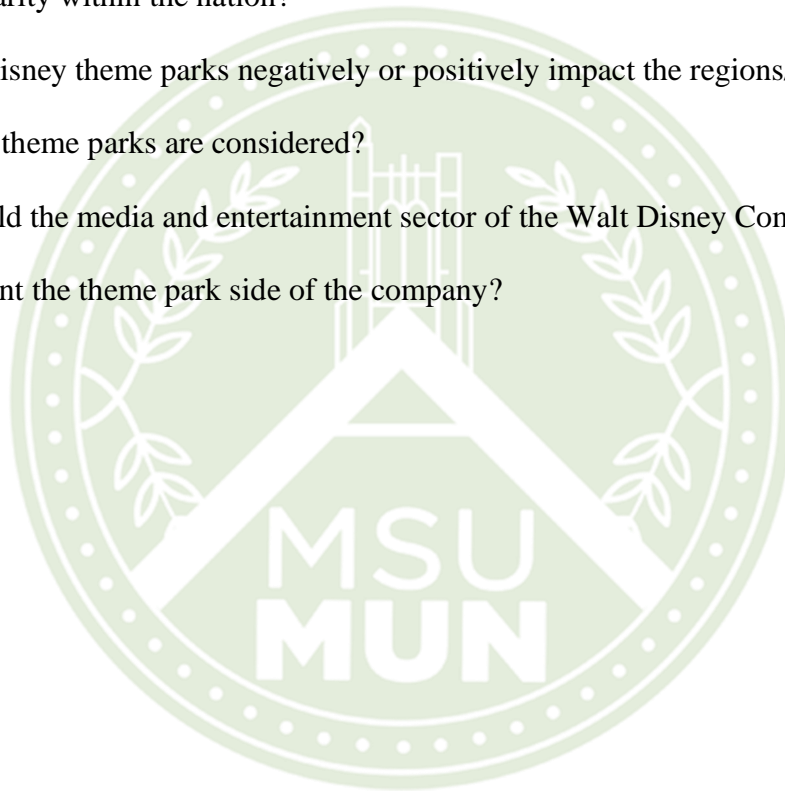 arity within the nation?
isney theme parks negatively or positively impact the regions
theme parks are considered?
ld the media and entertainment sector of the Walt Disney Con
nt the theme park side of the company?
MSU
MUN